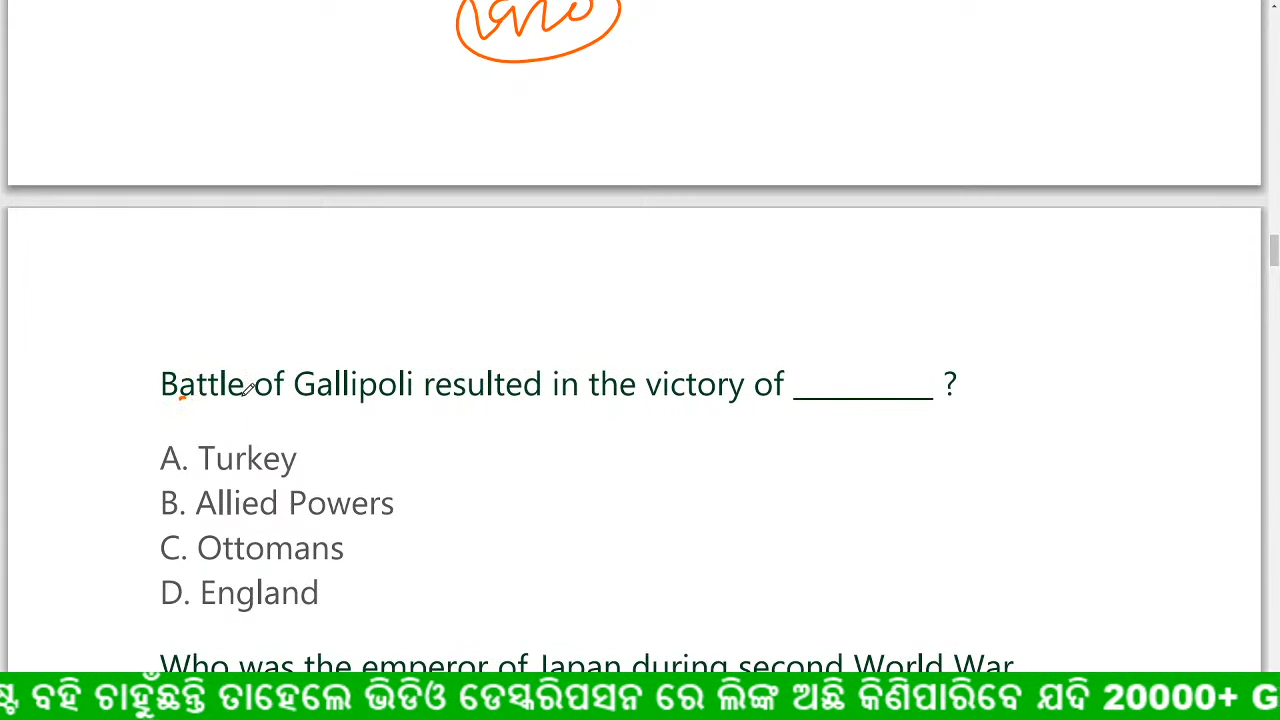 Battle of Gallipoli resulted in the victory of _________ ?
A. Turkey
B. Allied Powers
C. Ottomans
D. England
Who was the emperor of Japan during second World War
ବହି ଚାହୁଁଛନ୍ତି ତାହେଲେ ଭିଡିଓ ଡେସ୍କରିପସନ ରେ ଲିଙ୍କ ଅଛି କିଣିପାରିବେ ଯଦି 20000+ G